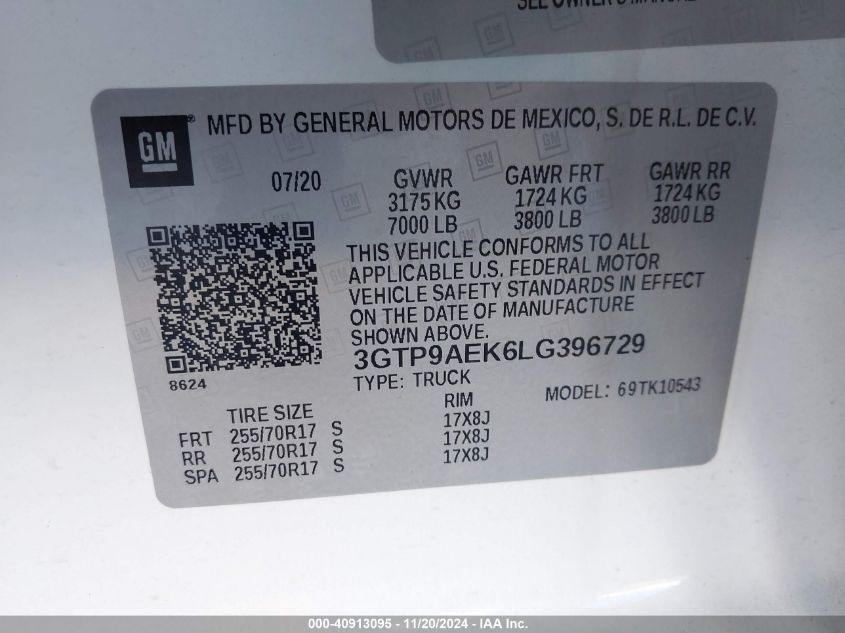 SEE OWNER'S MANUAL
GM
GM ® MFD BY GENERAL MOTORS DE MEXICO, S. DE R.L. DE C.V.
07/20 GVWR GAWR FRT GAWR RR
3175 KG 1724 KG 1724 KG
7000 LB 3800 LB 3800 LB
THIS VEHICLE CONFORMS TO ALL
APPLICABLE U.S. FEDERAL MOTOR
VEHICLE SAFETY STANDARDS IN EFFECT
ON THE DATE OF MANUFACTURE
SHOWN ABOVE.
3GTP9AEK6LG396729
8624
TYPE: TRUCK MODEL: 69TK10543
TIRE SIZE RIM
FRT 255/70R17 S 17X8J
RR 255/70R17 S 17X8J
SPA 255/70R17 S 17X8J
000-40913095 - 11/20/2024 - IAA Inc.